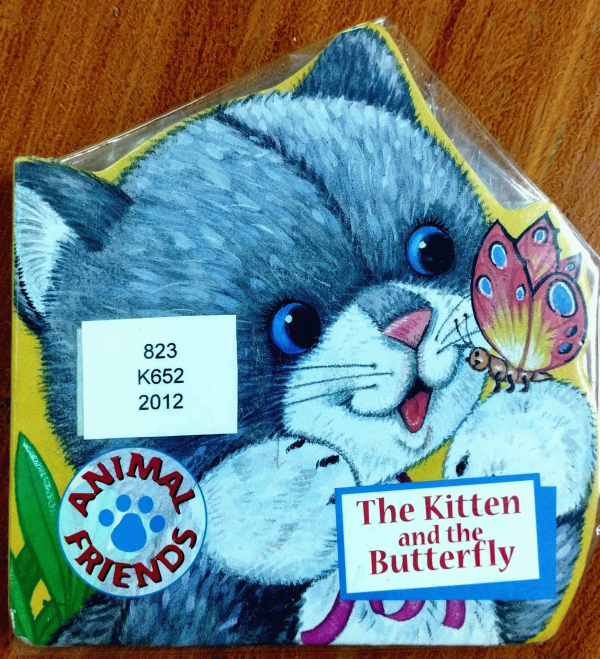 823
K652
2012
ANIMAL
FRIENDS
The Kitten
and the
Butterfly